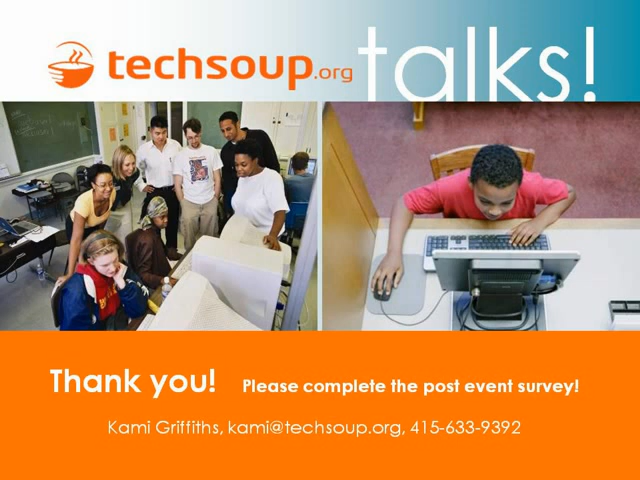 techsoup.org talks!
Thank you! Please complete the post event survey!
Kami Griffiths, kami@techsoup.org, 415-633-9392